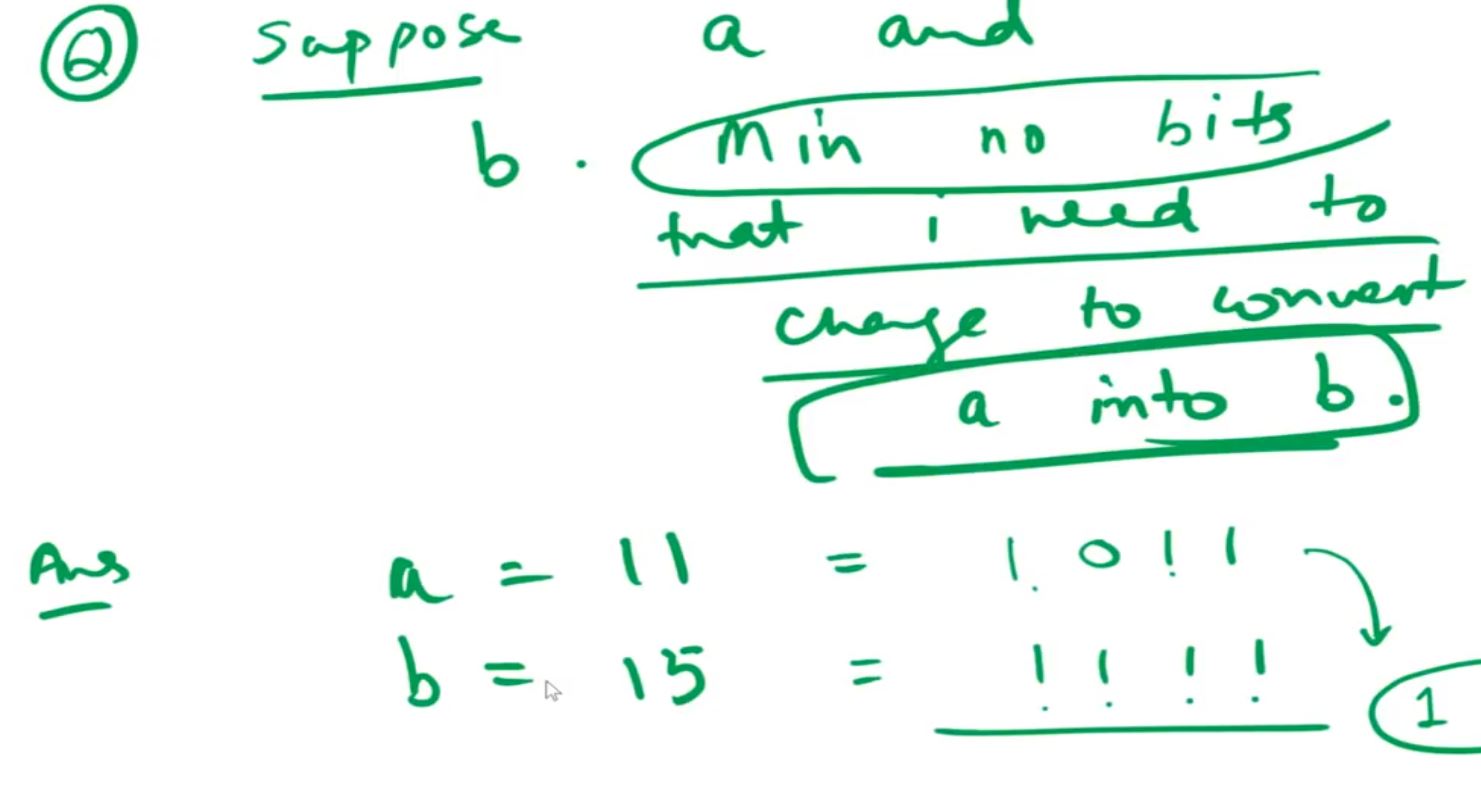 Q Suppose a and
b. Min no bits
that i need to
change to convert
a into b.
Ans a = 11 = 1011
b = 15 = 1111
1